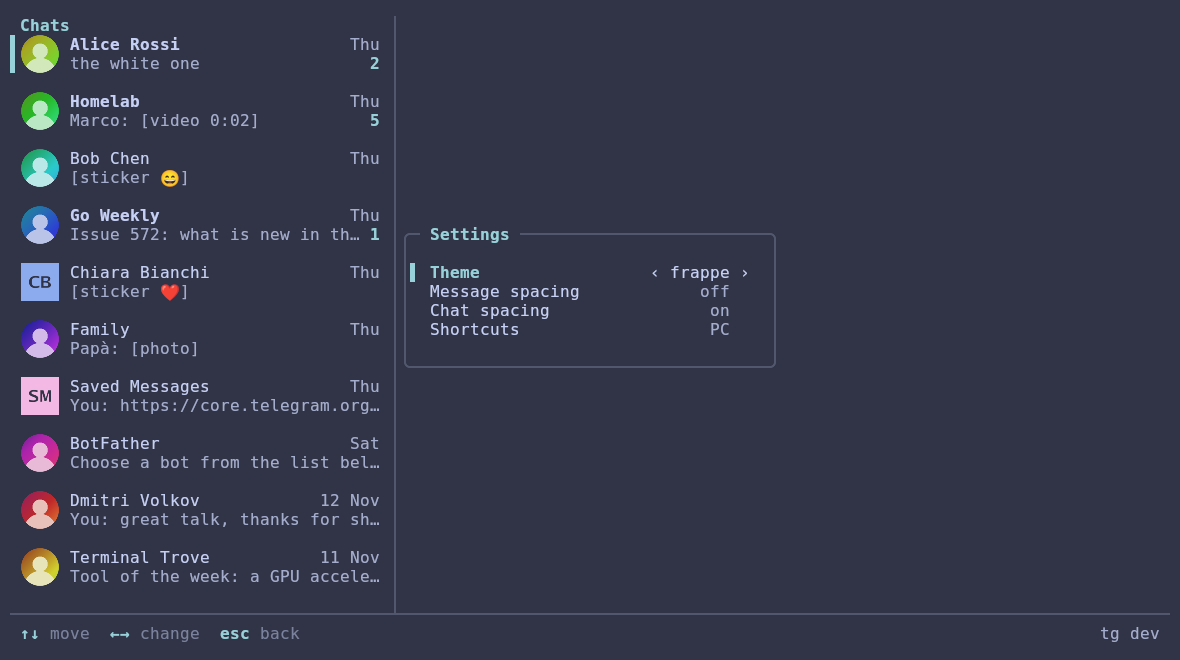 Chats
Alice Rossi Thu
the white one 2
Homelab Thu
Marco: [video 0:02] 5
Bob Chen Thu
[sticker 😄]
Go Weekly Thu
Issue 572: what is new in th… 1
CB
Chiara Bianchi Thu
[sticker ❤️]
Family Thu
Papà: [photo]
SM
Saved Messages Thu
You: https://core.telegram.org…
BotFather Sat
Choose a bot from the list bel…
Dmitri Volkov 12 Nov
You: great talk, thanks for sh…
Terminal Trove 11 Nov
Tool of the week: a GPU accele…
Settings
Theme ‹ frappe ›
Message spacing off
Chat spacing on
Shortcuts PC
↑↓ move ←→ change esc back tg dev